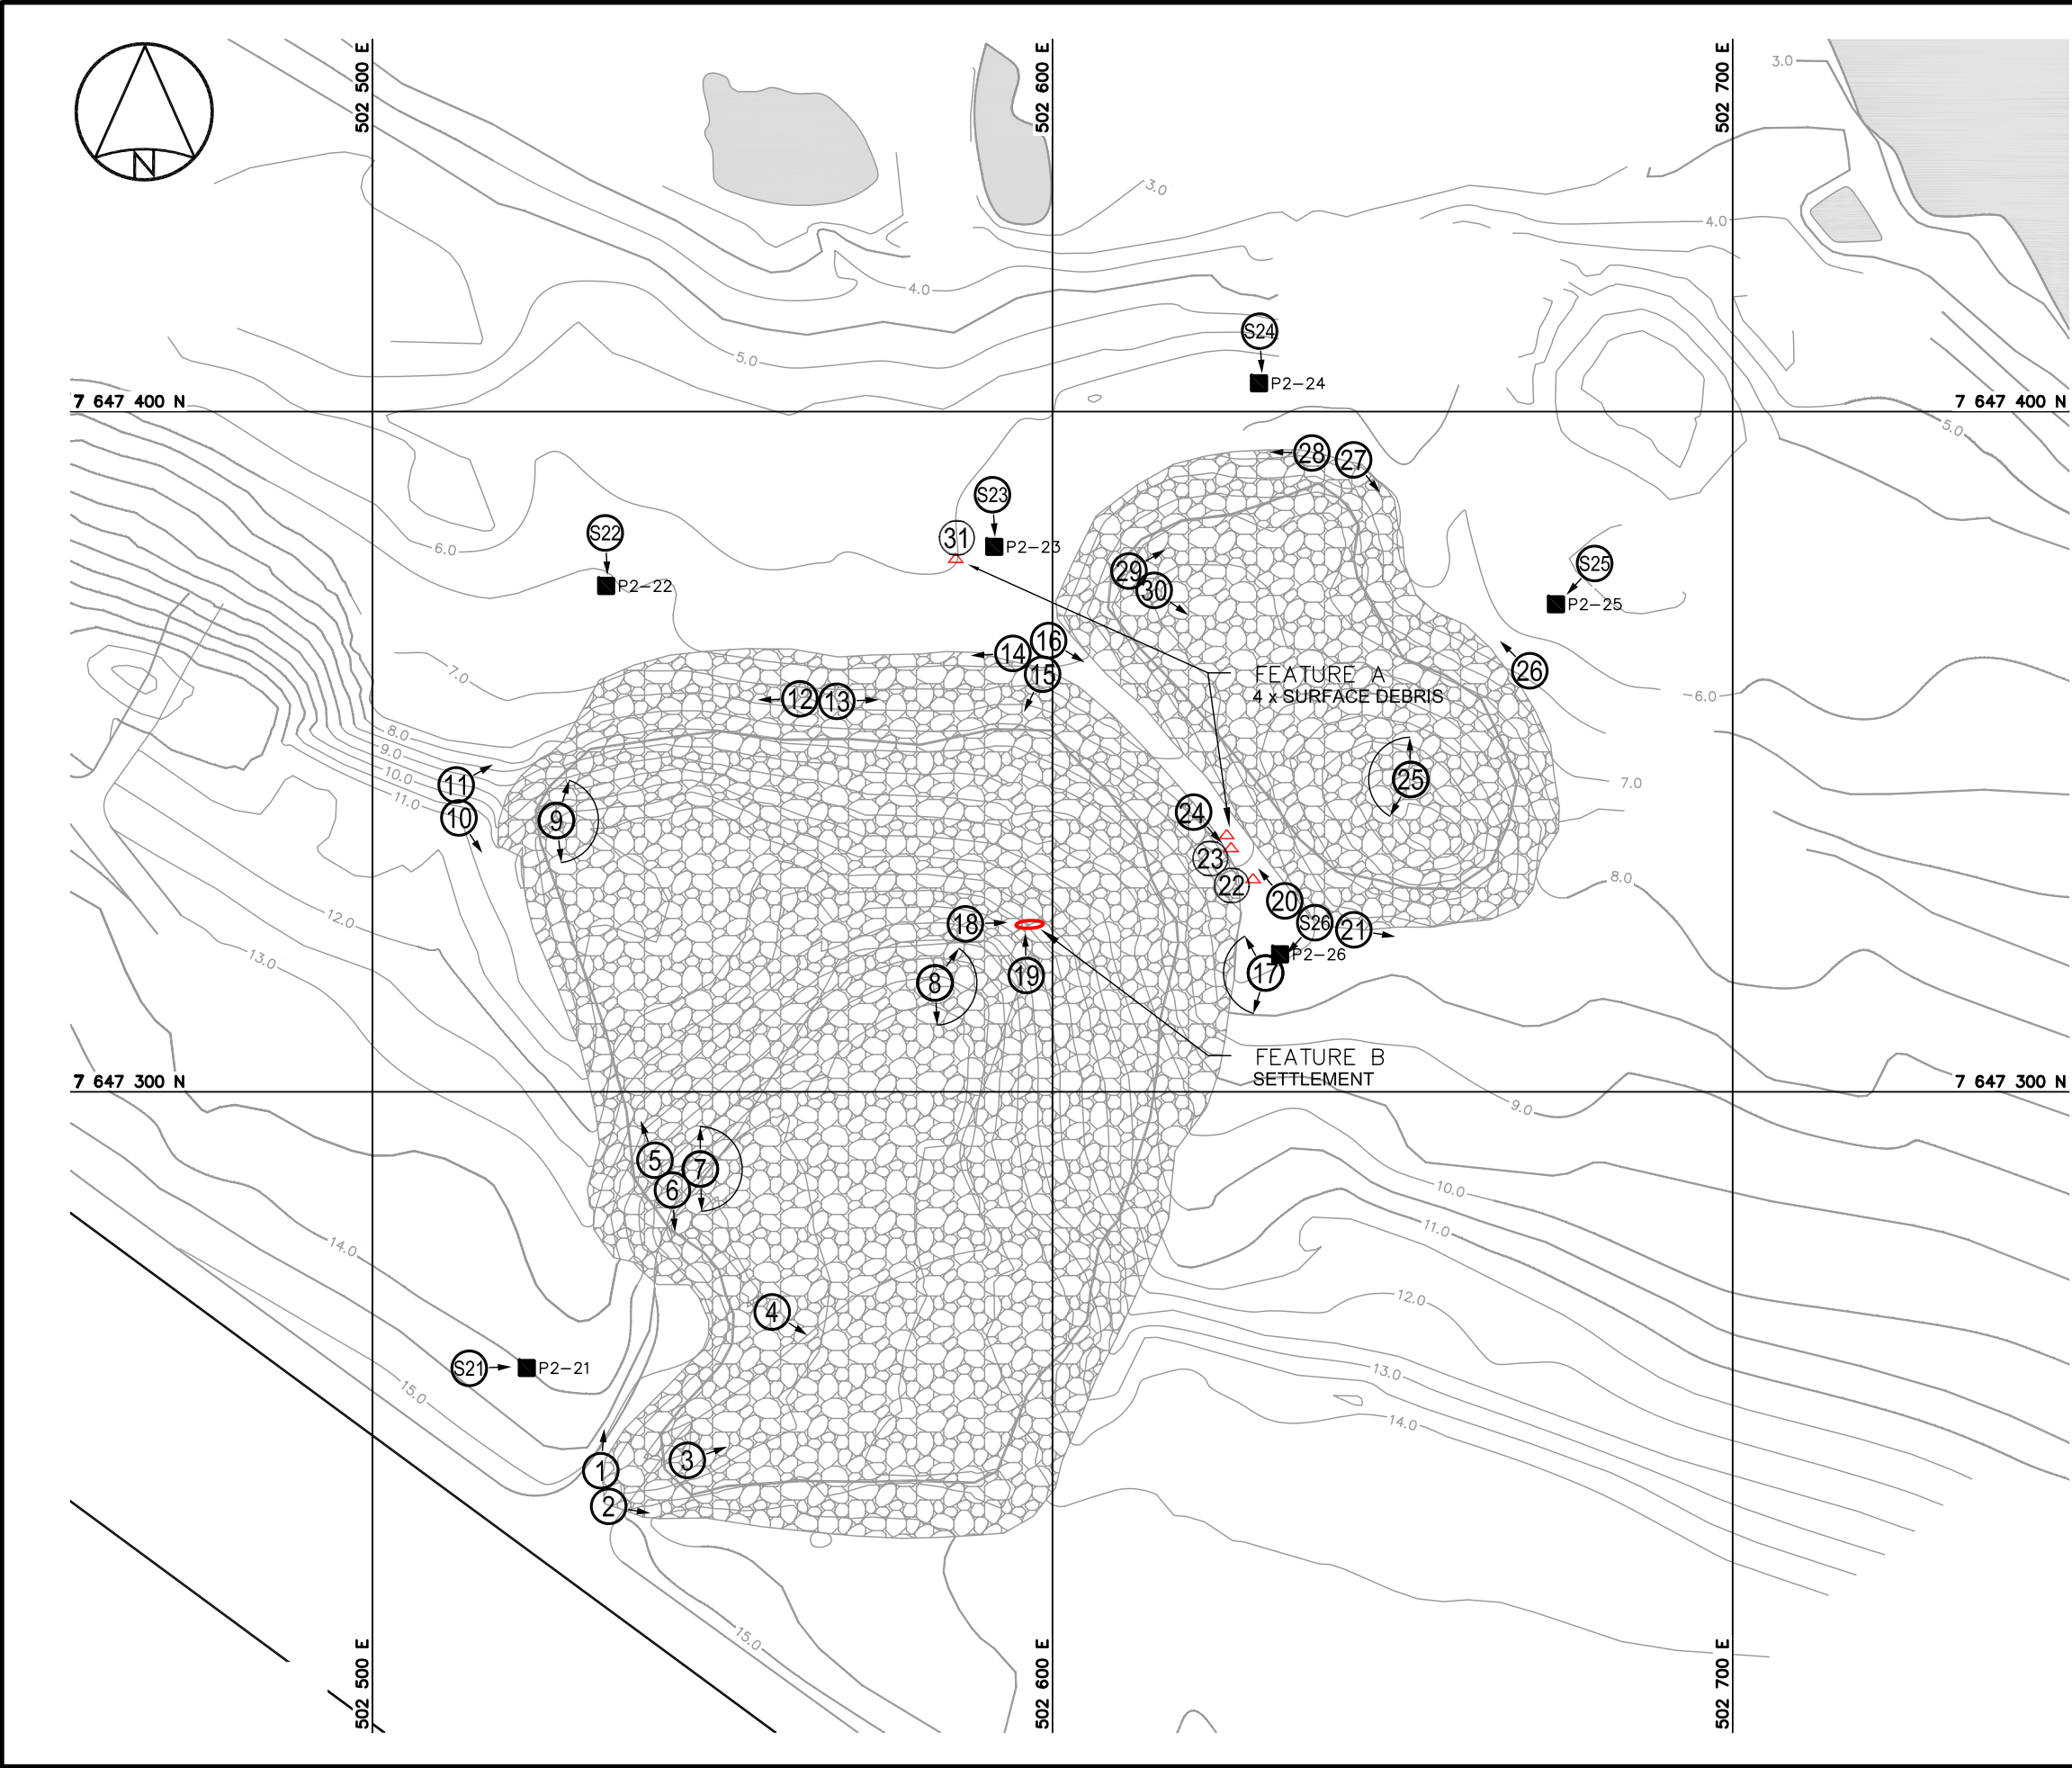 N
502 500 E
502 600 E
502 700 E
3.0
3.0
4.0
4.0
5.0
S24
P2-24
7 647 400 N
7 647 400 N
5.0
28
27
S23
31
P2-23
S22
P2-22
6.0
29
30
S25
P2-25
7.0
14
16
15
26
FEATURE A
4 x SURFACE DEBRIS
6.0
12
13
8.0
9.0
10.0
11.0
11
10
9
25
7.0
24
23
22
8.0
12.0
13.0
18
20
S26
21
P2-26
17
8
19
FEATURE B
SETTLEMENT
7 647 300 N
7 647 300 N
9.0
5
7
6
10.0
11.0
14.0
12.0
4
S21
P2-21
15.0
13.0
14.0
3
1
2
15.0
502 500 E
502 600 E
502 700 E